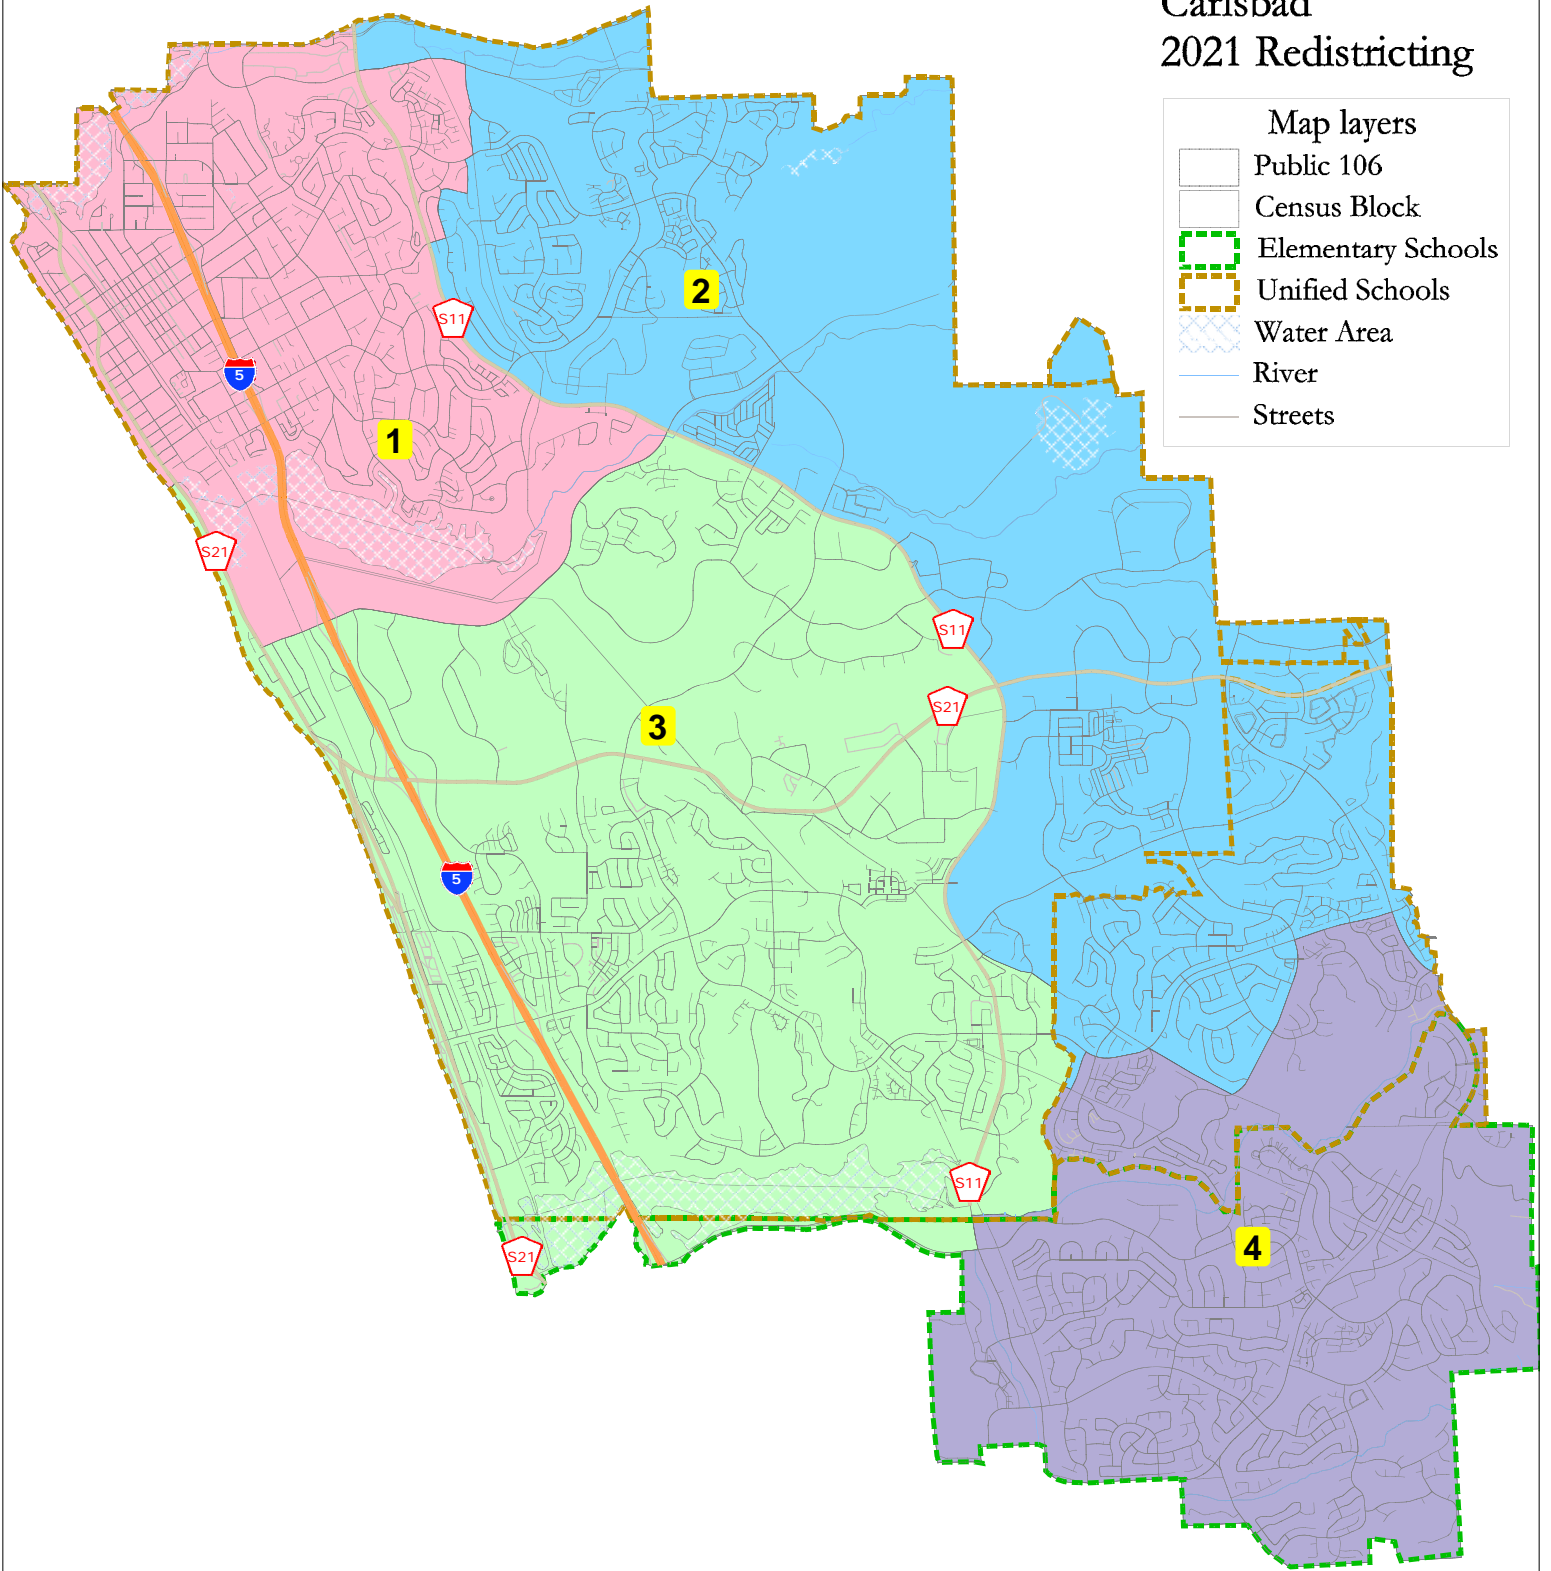 Carlsbad
2021 Redistricting
Map layers
Public 106
Census Block
Elementary Schools
Unified Schools
Water Area
River
Streets
2
S11
5
1
S21
S11
S21
3
5
S11
4
S21